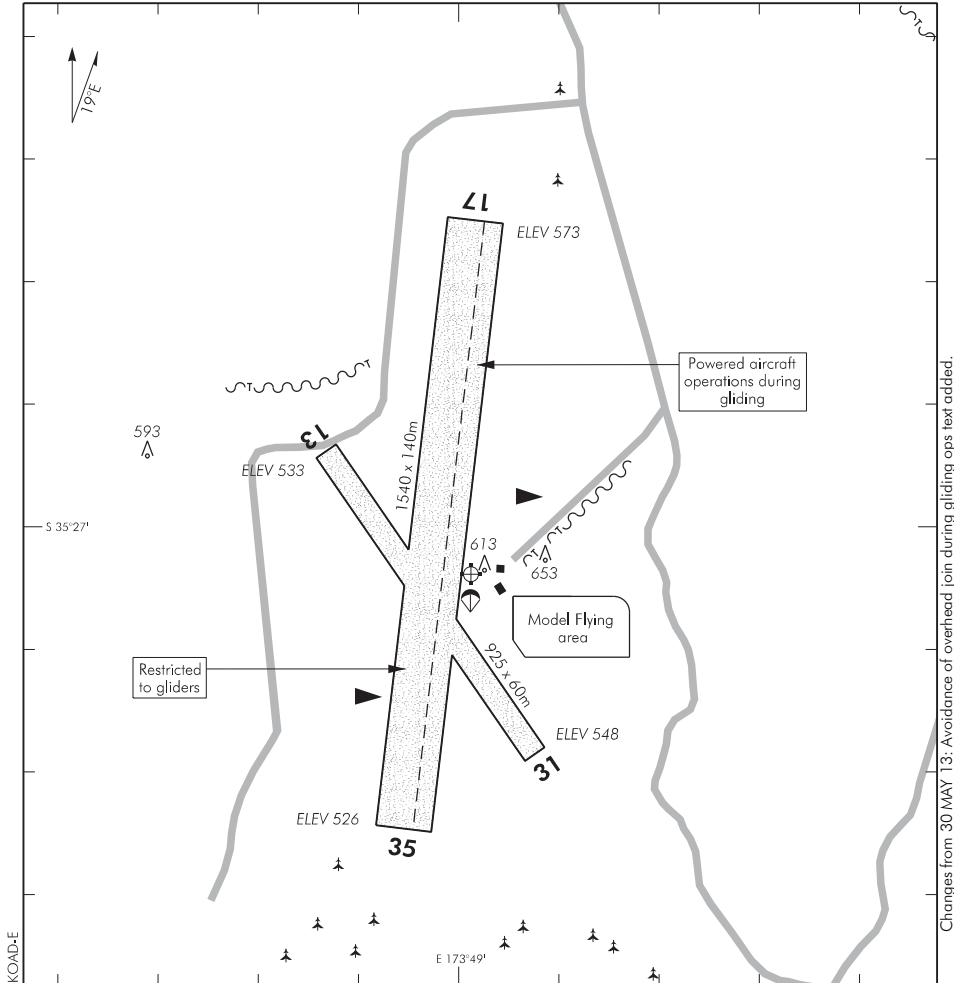 19°E
17
ELEV 573
Powered aircraft
operations during
gliding
593
13
ELEV 533
1540 x 140m
S 35°27'
613
653
Model Flying
area
Restricted
to gliders
925 x 60m
ELEV 548
31
ELEV 526
35
E 173°49'
KOAD-E
Changes from 30 MAY 13: Avoidance of overhead join during gliding ops text added.
T
T
T
T
T